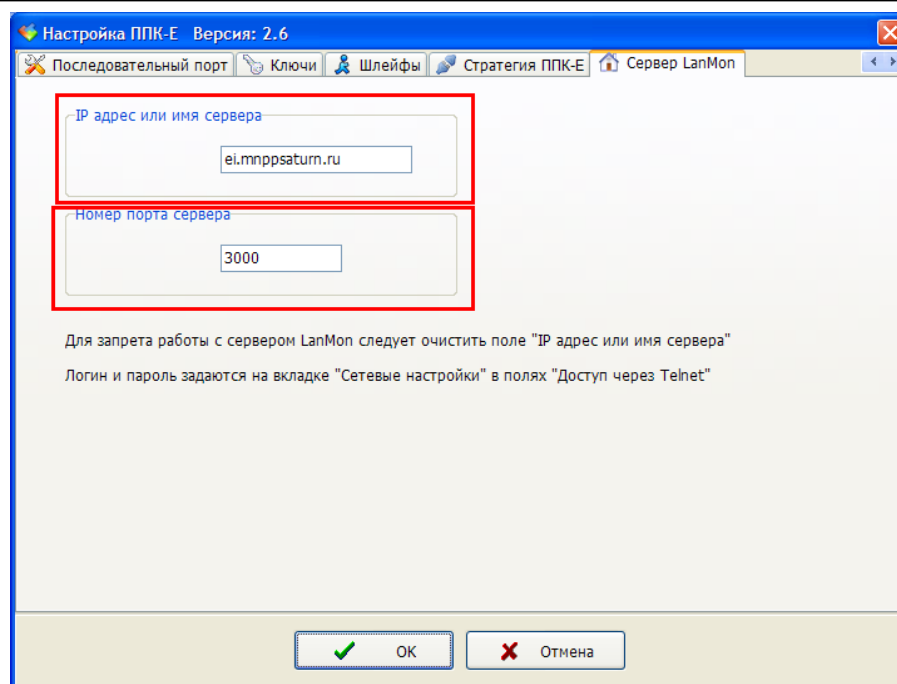 Настройка ППК-Е Версия: 2.6
Последовательный порт Ключи Шлейфы Стратегия ППК-Е Сервер LanMon
IP адрес или имя сервера
ei.mnppsaturn.ru
Номер порта сервера
3000
Для запрета работы с сервером LanMon следует очистить поле "IP адрес или имя сервера"
Логин и пароль задаются на вкладке "Сетевые настройки" в полях "Доступ через Telnet"
ОК Отмена